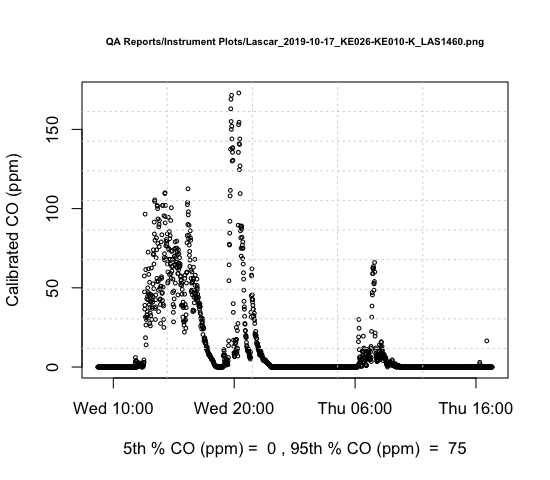 QA Reports/Instrument Plots/Lascar_2019-10-17_KE026-KE010-K_LAS1460.png
Calibrated CO (ppm)
150
100
50
0
Wed 10:00 Wed 20:00 Thu 06:00 Thu 16:00
5th % CO (ppm) = 0 , 95th % CO (ppm) = 75